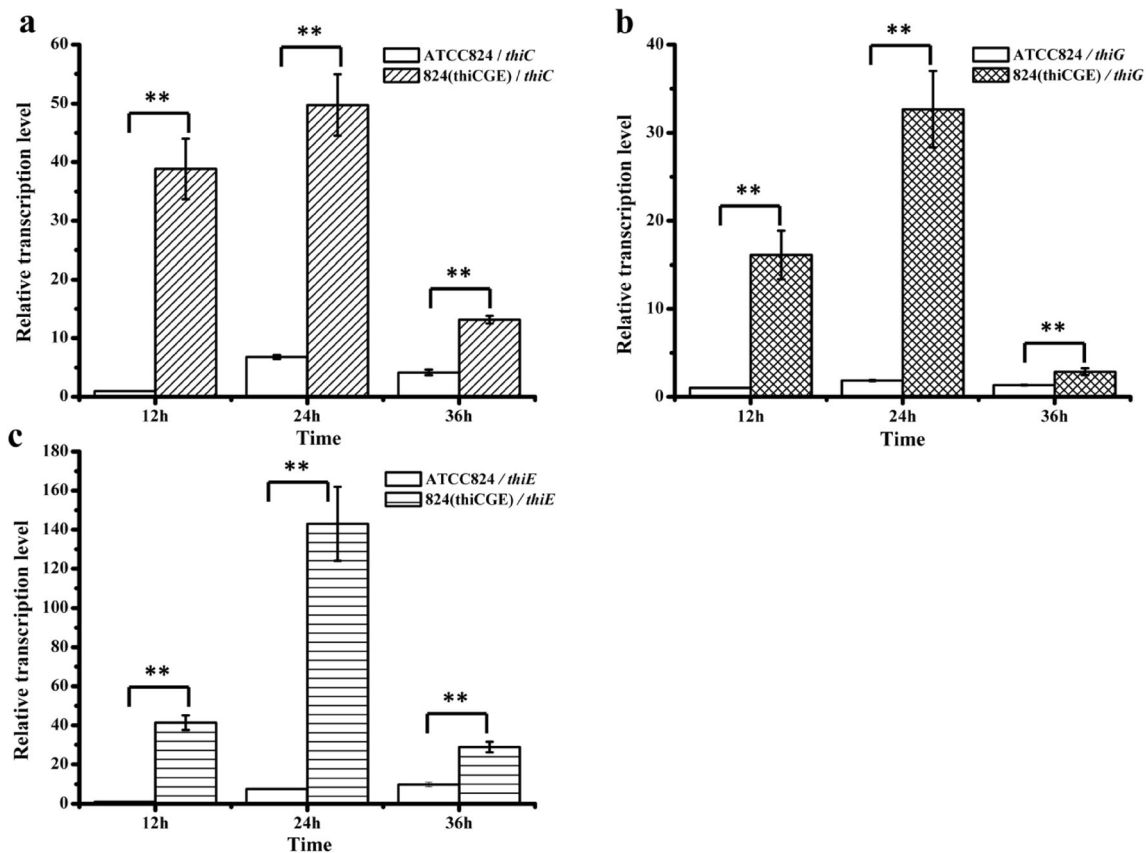 a
60
50
40
30
20
10
0
Relative transcription level
**
**
**
ATCC824 / thiC
824(thiCGE) / thiC
12h
24h
36h
Time
b
40
30
20
10
0
Relative transcription level
**
**
**
ATCC824 / thiG
824(thiCGE) / thiG
12h
24h
36h
Time
c
180
160
140
120
100
80
60
40
20
0
Relative transcription level
**
**
**
ATCC824 / thiE
824(thiCGE) / thiE
12h
24h
36h
Time